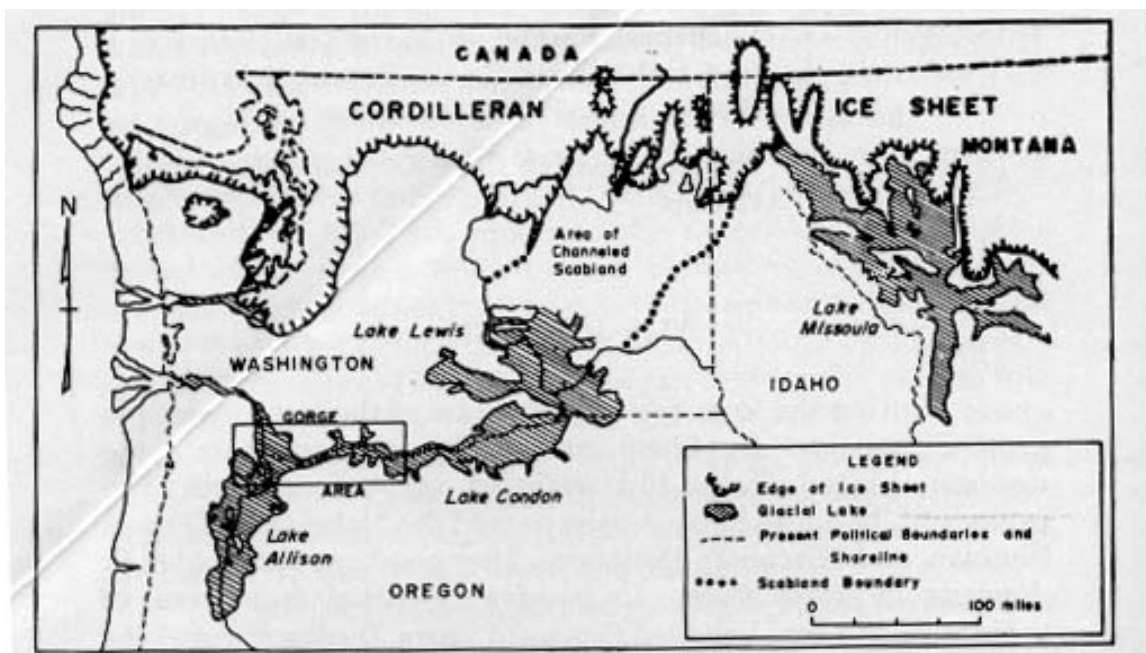 CANADA
CORDILLERAN
ICE SHEET
MONTANA
N
Area of
Channeled
Scabland
Lake Lewis
Lake
Missoula
WASHINGTON
IDAHO
GORGE
AREA
Lake Condon
Lake
Allison
OREGON
LEGEND
Edge of Ice Sheet
Glacial Lake
Present Political Boundaries and
Shoreline
Scabland Boundary
0 100 miles